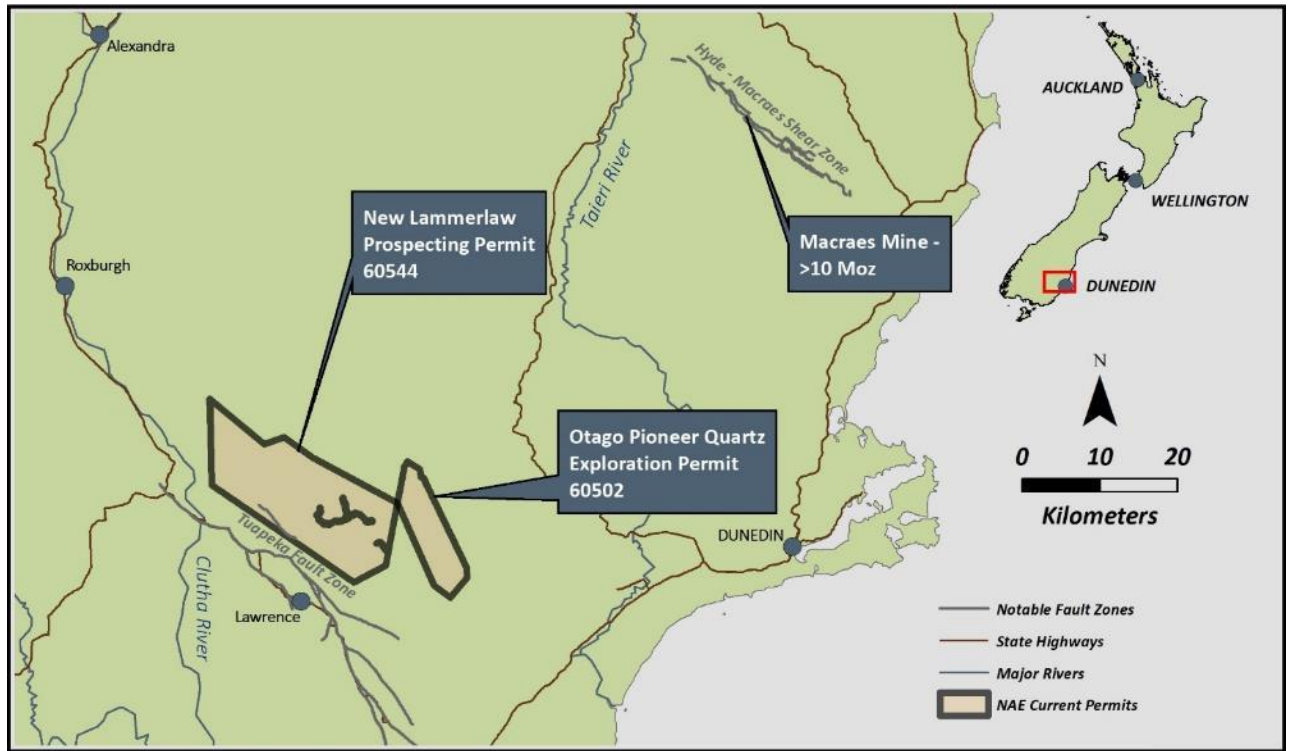 Alexandra
Hyde - Macraes Shear Zone
AUCKLAND
WELLINGTON
New Lammerlaw
Prospecting Permit
60544
Taieri River
Macraes Mine -
>10 Moz
Roxburgh
DUNEDIN
N
0 10 20
Kilometers
Otago Pioneer Quartz
Exploration Permit
60502
Tuapeka Fault Zone
DUNEDIN
Clutha River
Lawrence
Notable Fault Zones
State Highways
Major Rivers
NAE Current Permits